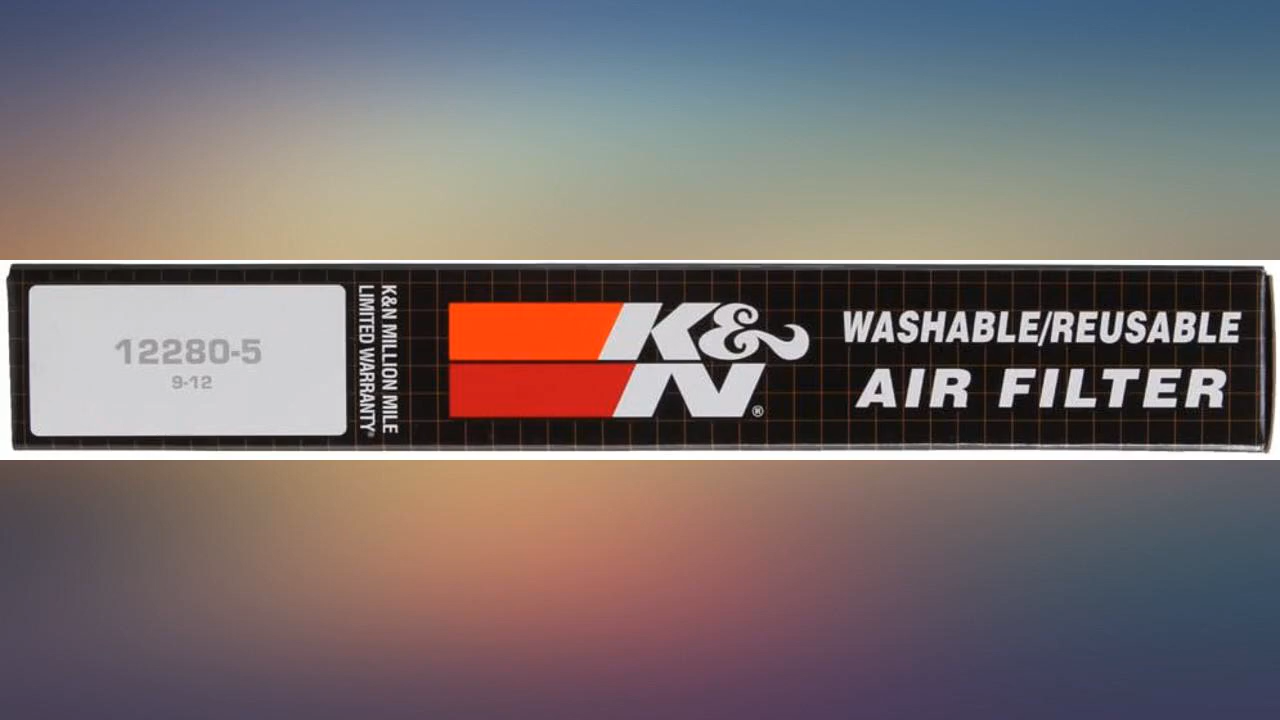 12280-5
9-12
K&N MILLION MILE
LIMITED WARRANTY®
K&
N®
WASHABLE/REUSABLE
AIR FILTER